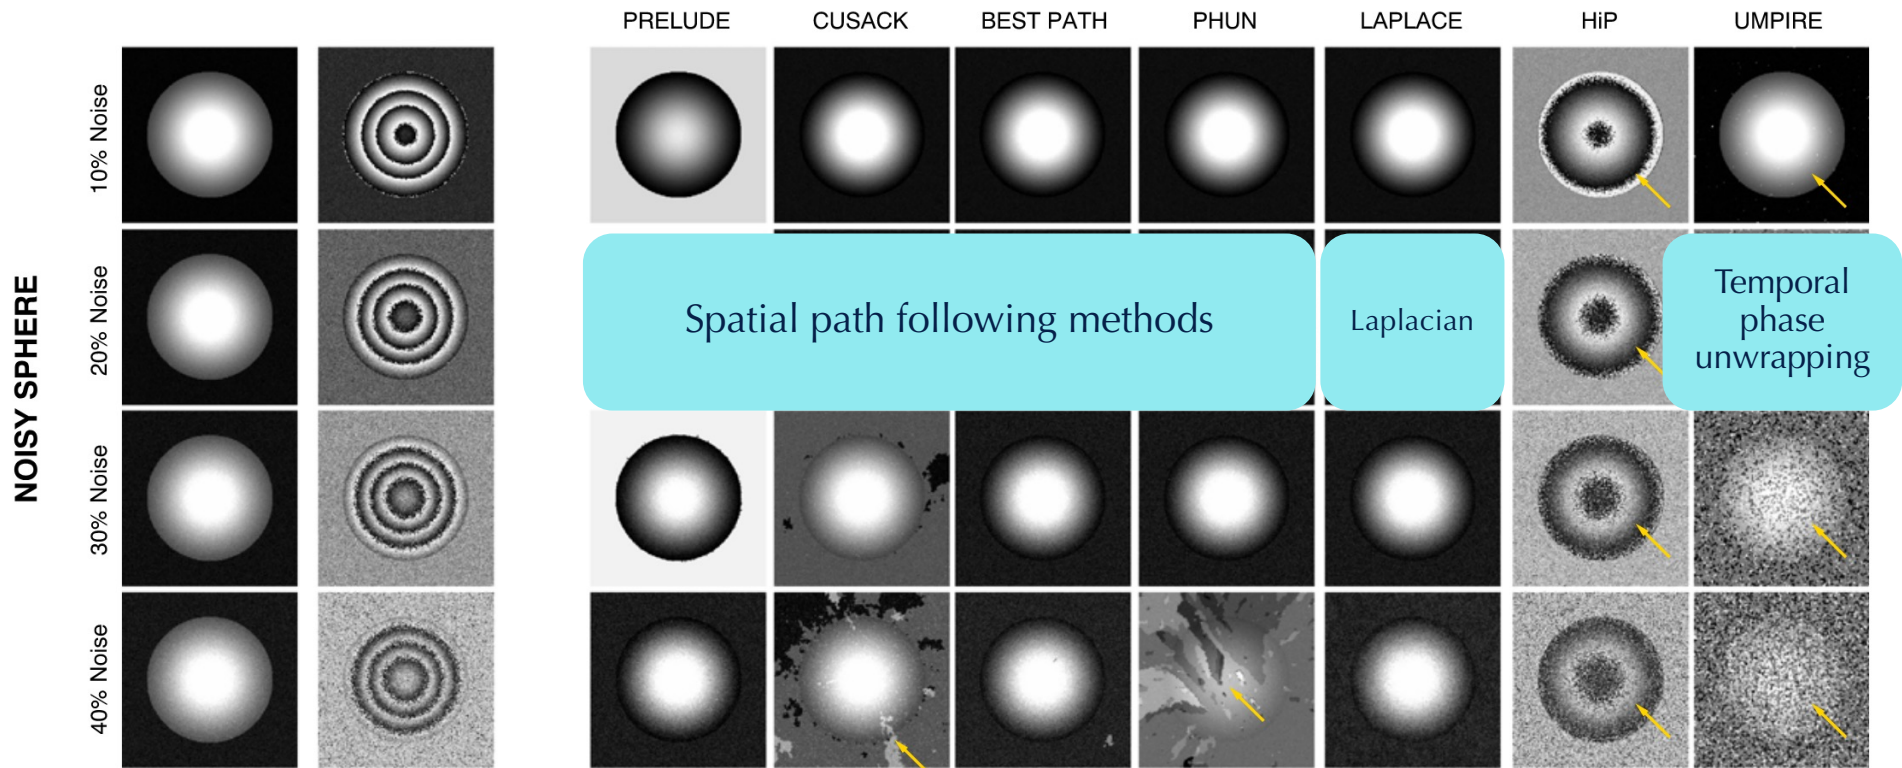 PRELUDE CUSACK BEST PATH PHUN LAPLACE HiP UMPIRE
NOISY SPHERE
10% Noise
20% Noise
30% Noise
40% Noise
Spatial path following methods
Laplacian
Temporal
phase
unwrapping